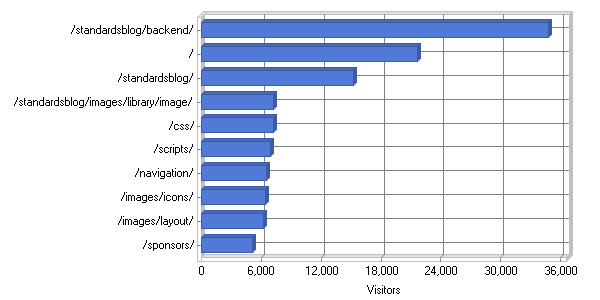 /standardsblog/backend/
/
/standardsblog/
/standardsblog/images/library/image/
/css/
/scripts/
/navigation/
/images/icons/
/images/layout/
/sponsors/
0 6,000 12,000 18,000 24,000 30,000 36,000
Visitors